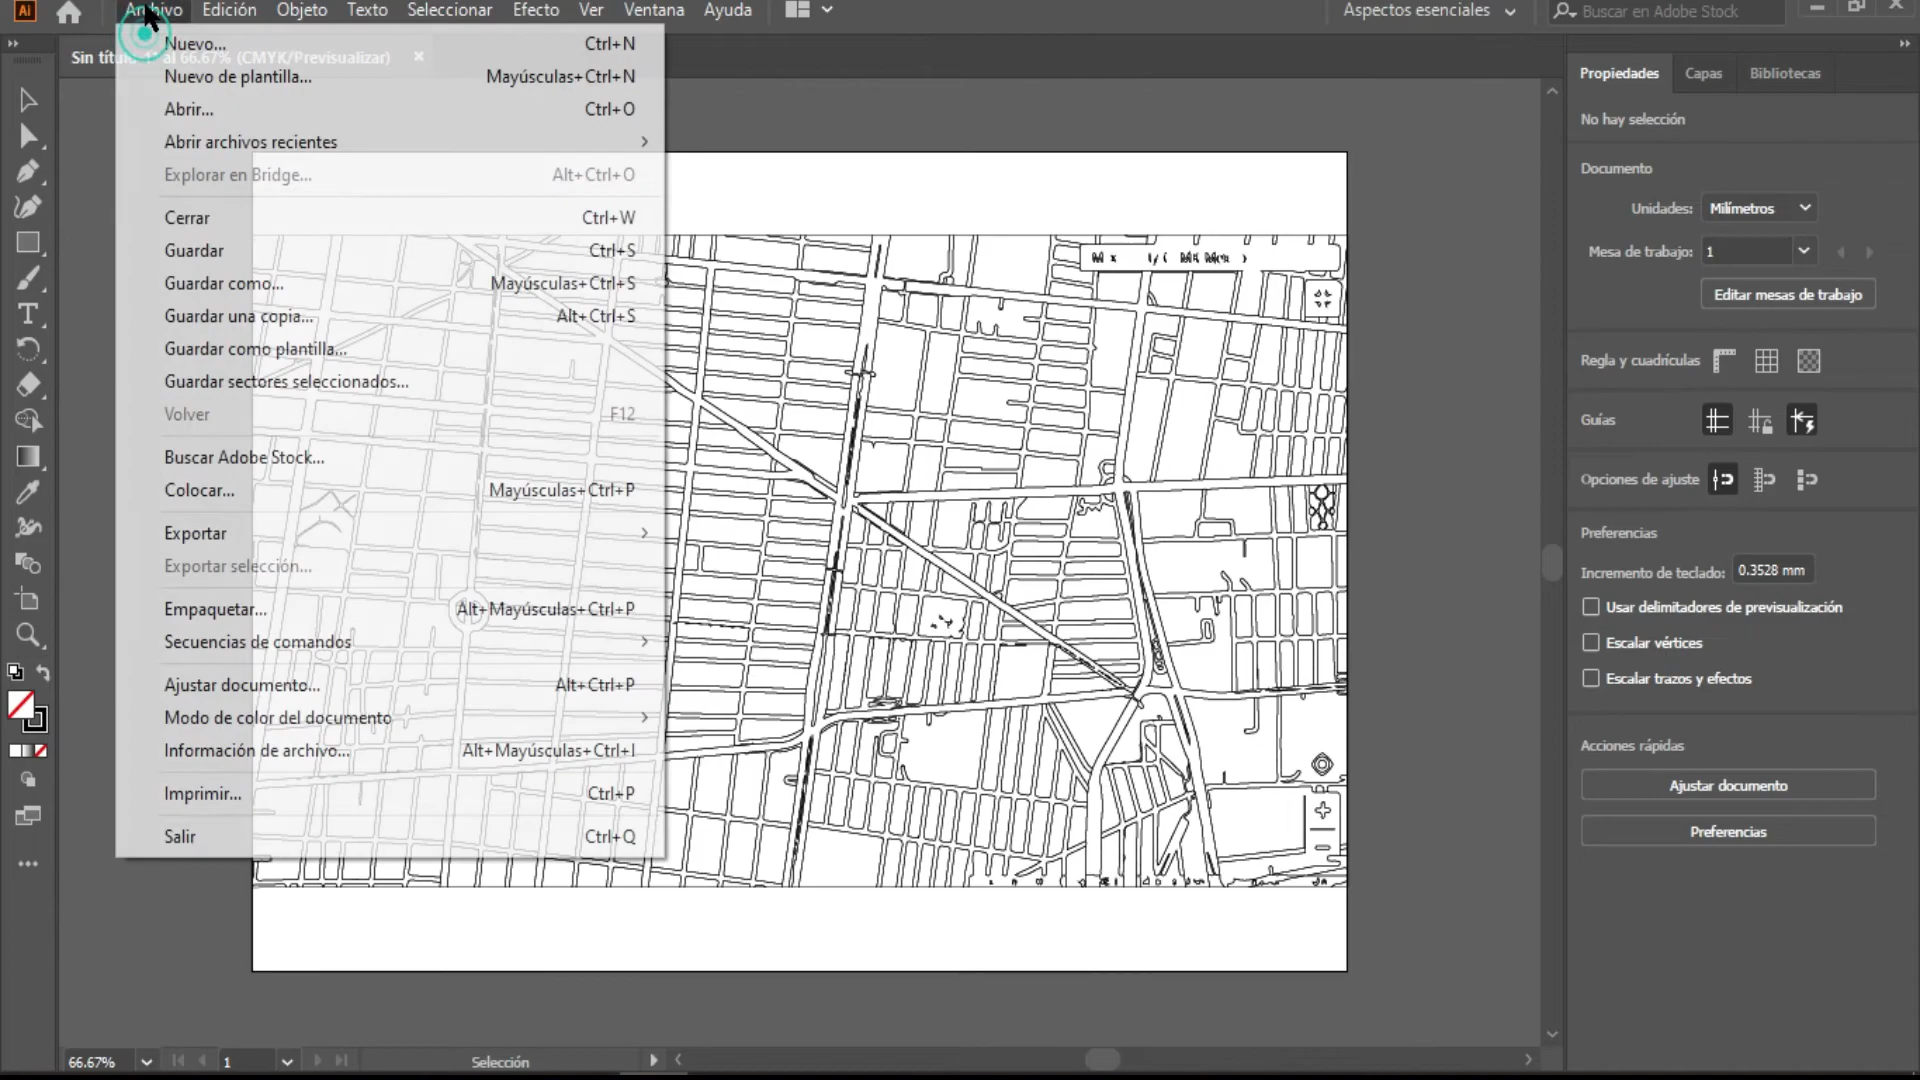 Ai
Archivo Edición Objeto Texto Seleccionar Efecto Ver Ventana Ayuda
Aspectos esenciales
Buscar en Adobe Stock
al 66.67% (CMYK/Previsualizar) ×
Nuevo... Ctrl+N
Nuevo de plantilla... Mayúsculas+Ctrl+N
Abrir... Ctrl+O
Abrir archivos recientes
Explorar en Bridge... Alt+Ctrl+O
Cerrar Ctrl+W
Guardar Ctrl+S
Guardar como... Mayúsculas+Ctrl+S
Guardar una copia... Alt+Ctrl+S
Guardar como plantilla...
Guardar sectores seleccionados...
Volver F12
Buscar Adobe Stock...
Colocar... Mayúsculas+Ctrl+P
Exportar
Exportar selección...
Empaquetar... Alt+Mayúsculas+Ctrl+P
Secuencias de comandos
Ajustar documento... Alt+Ctrl+P
Modo de color del documento
Información de archivo... Alt+Mayúsculas+Ctrl+I
Imprimir... Ctrl+P
Salir Ctrl+Q
Propiedades Capas Bibliotecas
No hay selección
Documento
Unidades: Milímetros
Mesa de trabajo: 1
Editar mesas de trabajo
Regla y cuadrículas
Guías
Opciones de ajuste
Preferencias
Incremento de teclado: 0.3528 mm
Usar delimitadores de previsualización
Escalar vértices
Escalar trazos y efectos
Acciones rápidas
Ajustar documento
Preferencias
66.67% 1 Selección